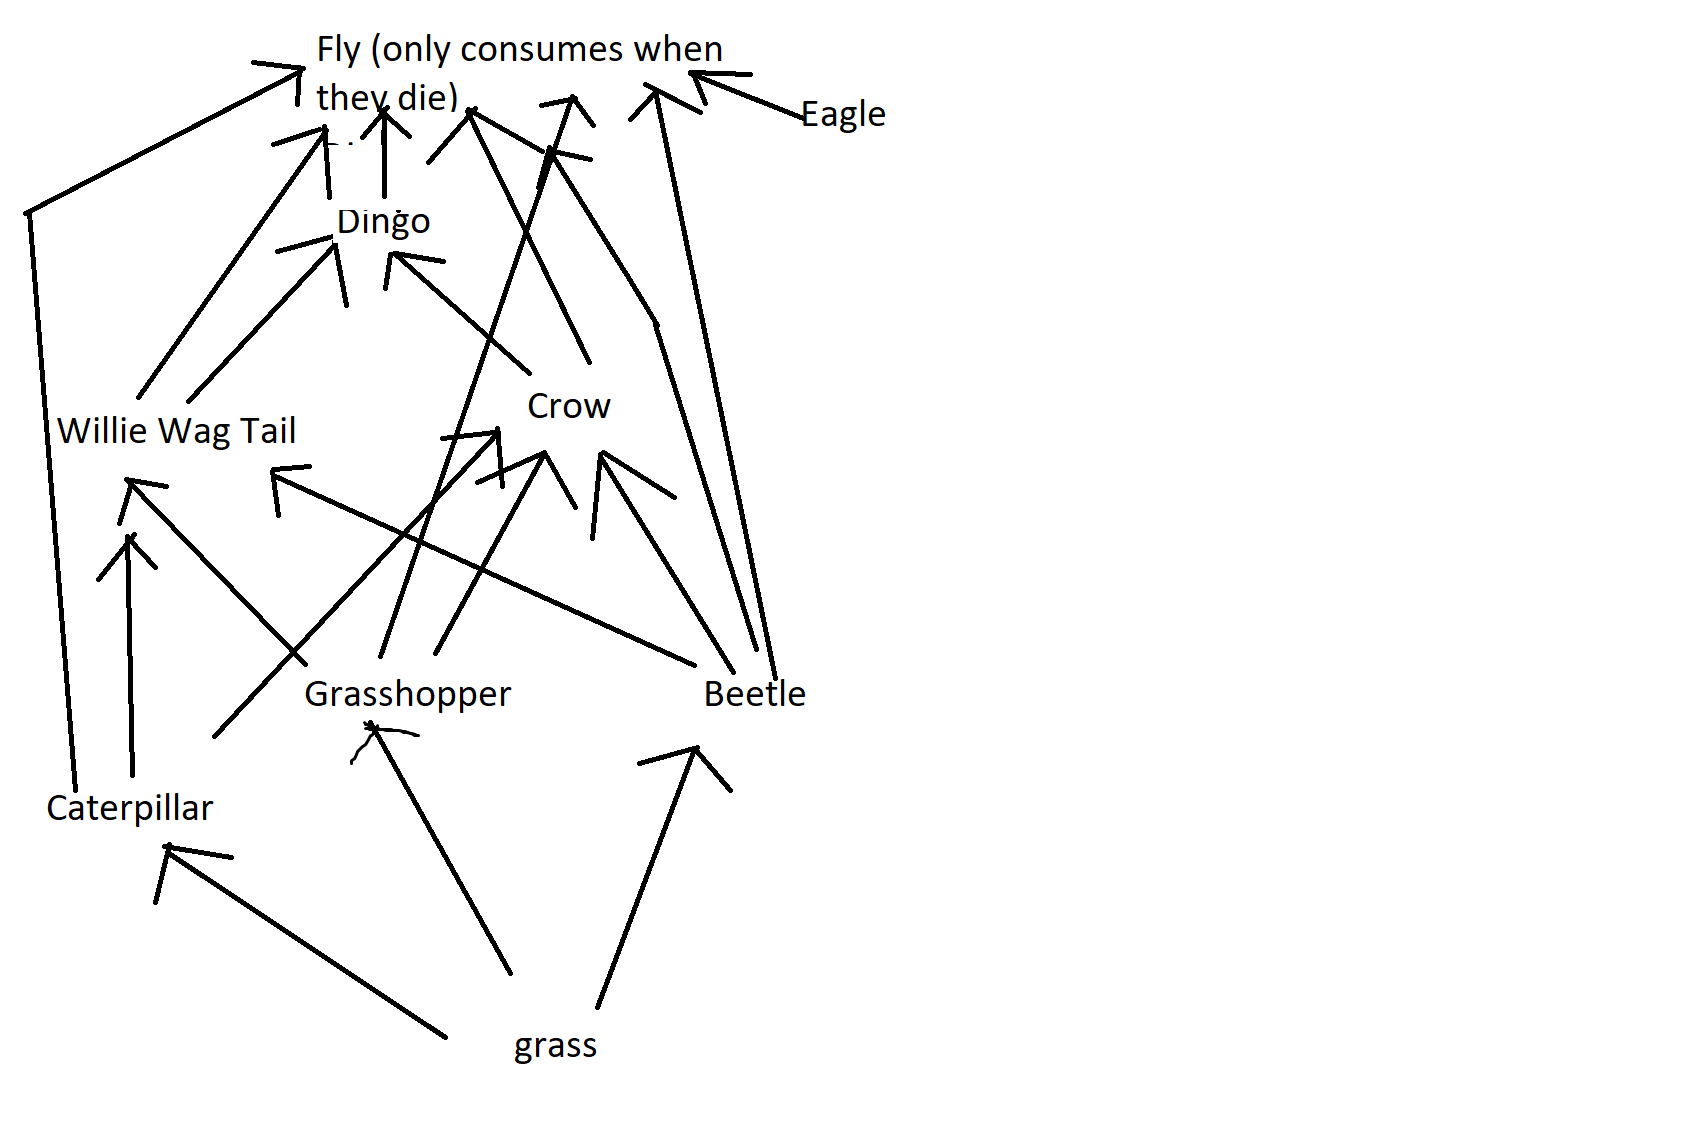 Fly (only consumes when
they die)
Eagle
Dingo
Crow
Willie Wag Tail
Grasshopper
Beetle
Caterpillar
grass